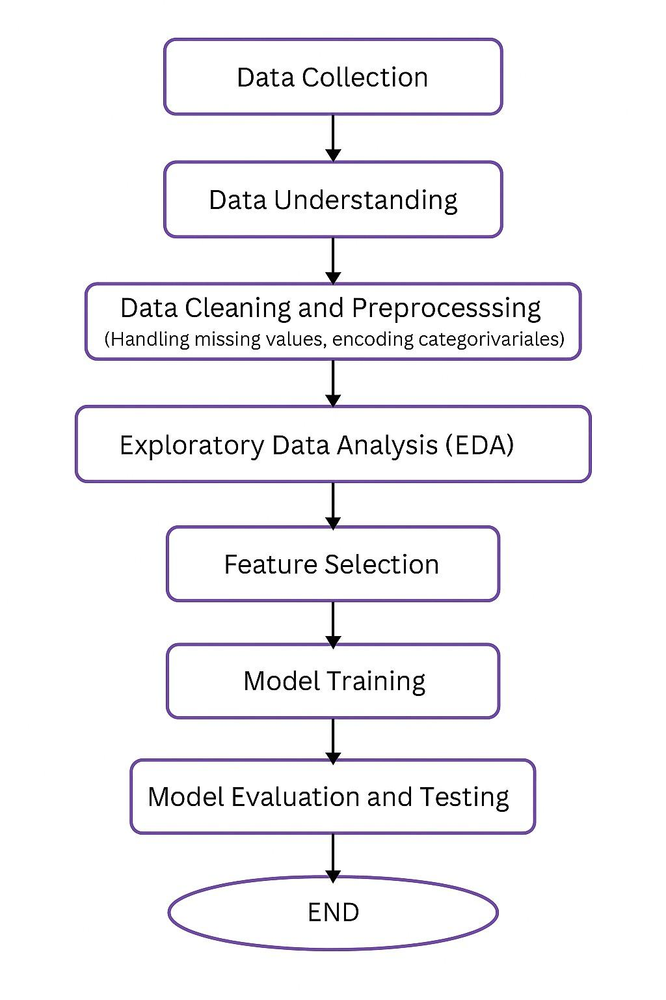 Data Collection
Data Understanding
Data Cleaning and Preprocesssing
(Handling missing values, encoding categorivariales)
Exploratory Data Analysis (EDA)
Feature Selection
Model Training
Model Evaluation and Testing
END